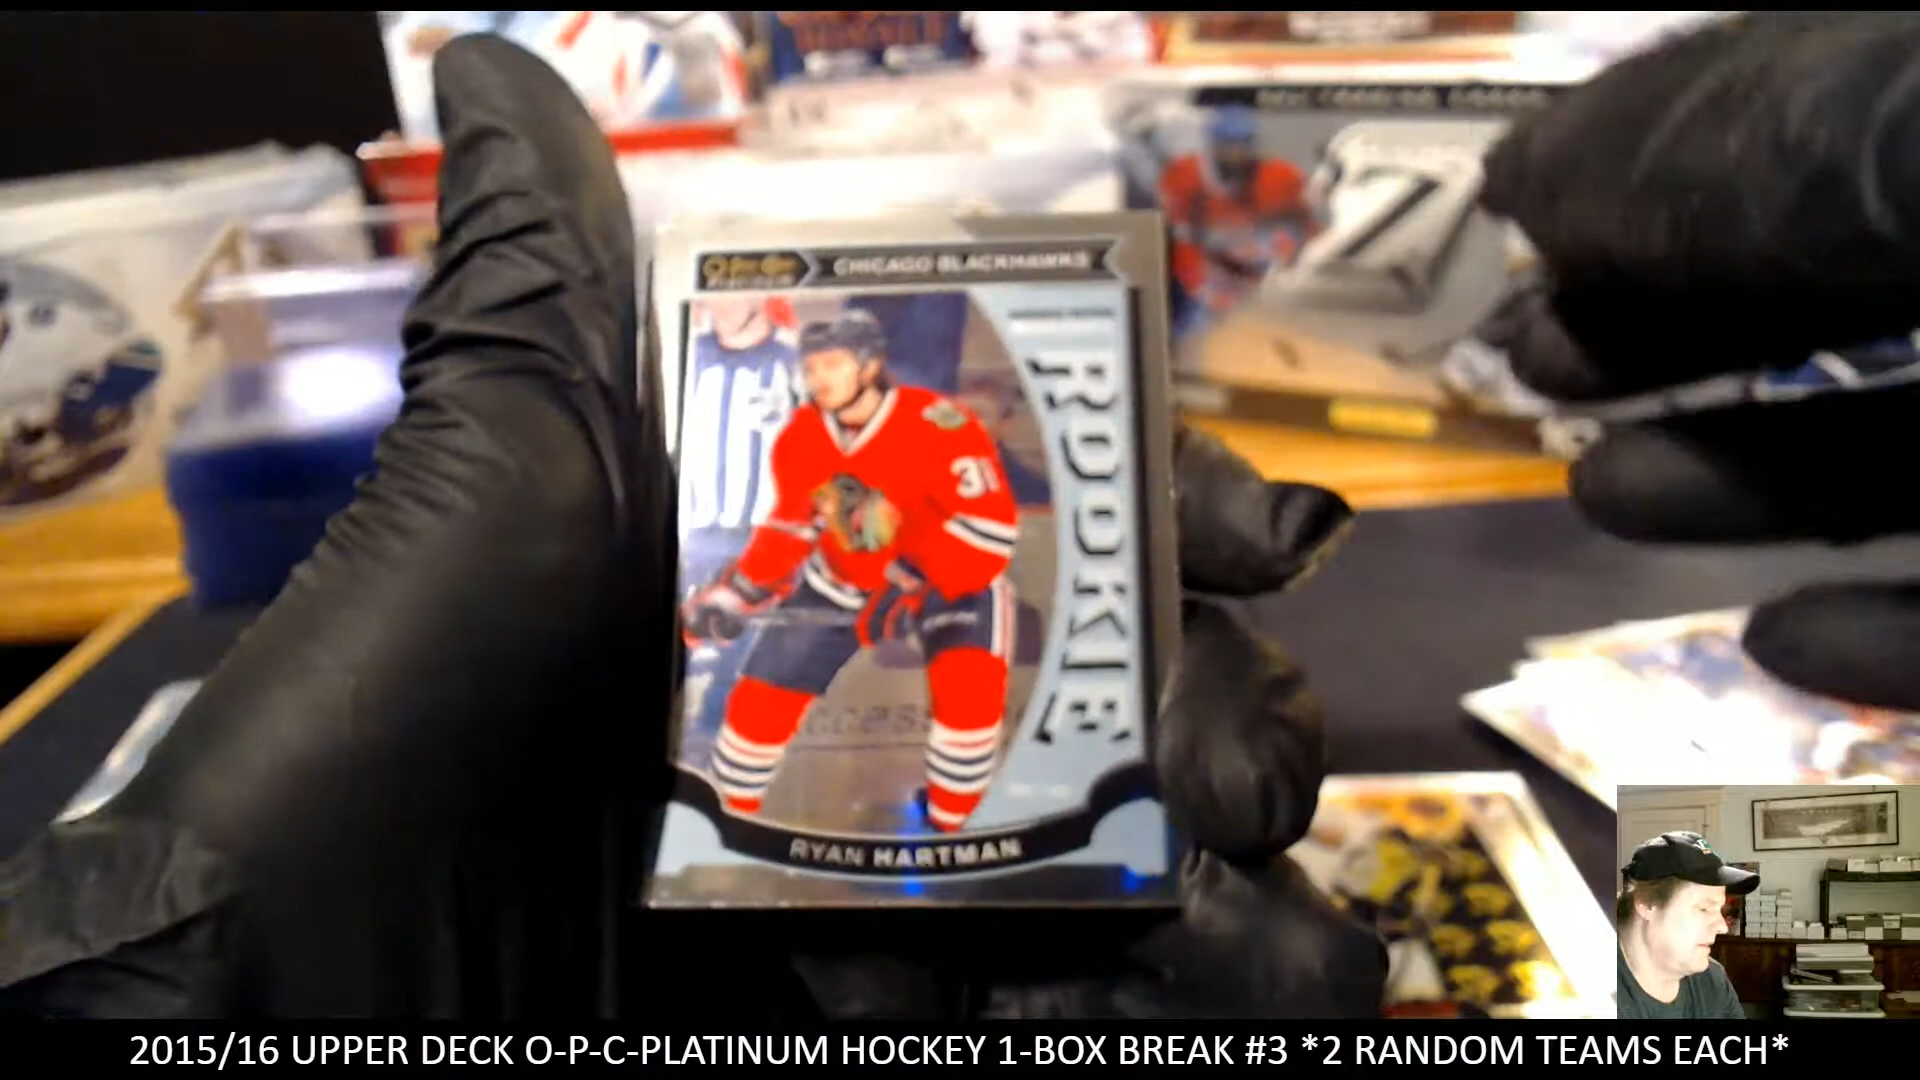 CHICAGO BLACKHAWKS
ROOKIE
31
RYAN HARTMAN
2015/16 UPPER DECK O-P-C-PLATINUM HOCKEY 1-BOX BREAK #3 *2 RANDOM TEAMS EACH*